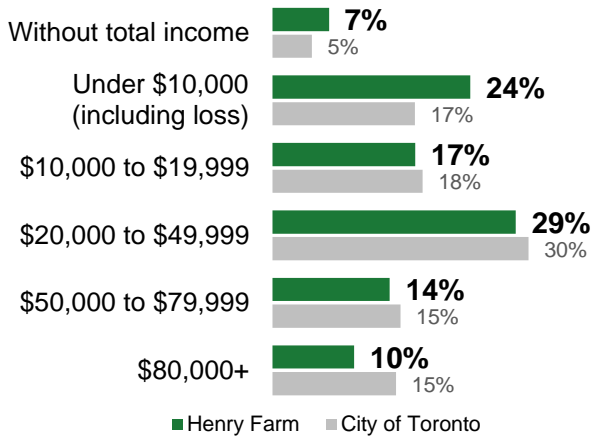 Without total income
7%
5%
Under $10,000
(including loss)
24%
17%
$10,000 to $19,999
17%
18%
$20,000 to $49,999
29%
30%
$50,000 to $79,999
14%
15%
$80,000+
10%
15%
Henry Farm
City of Toronto